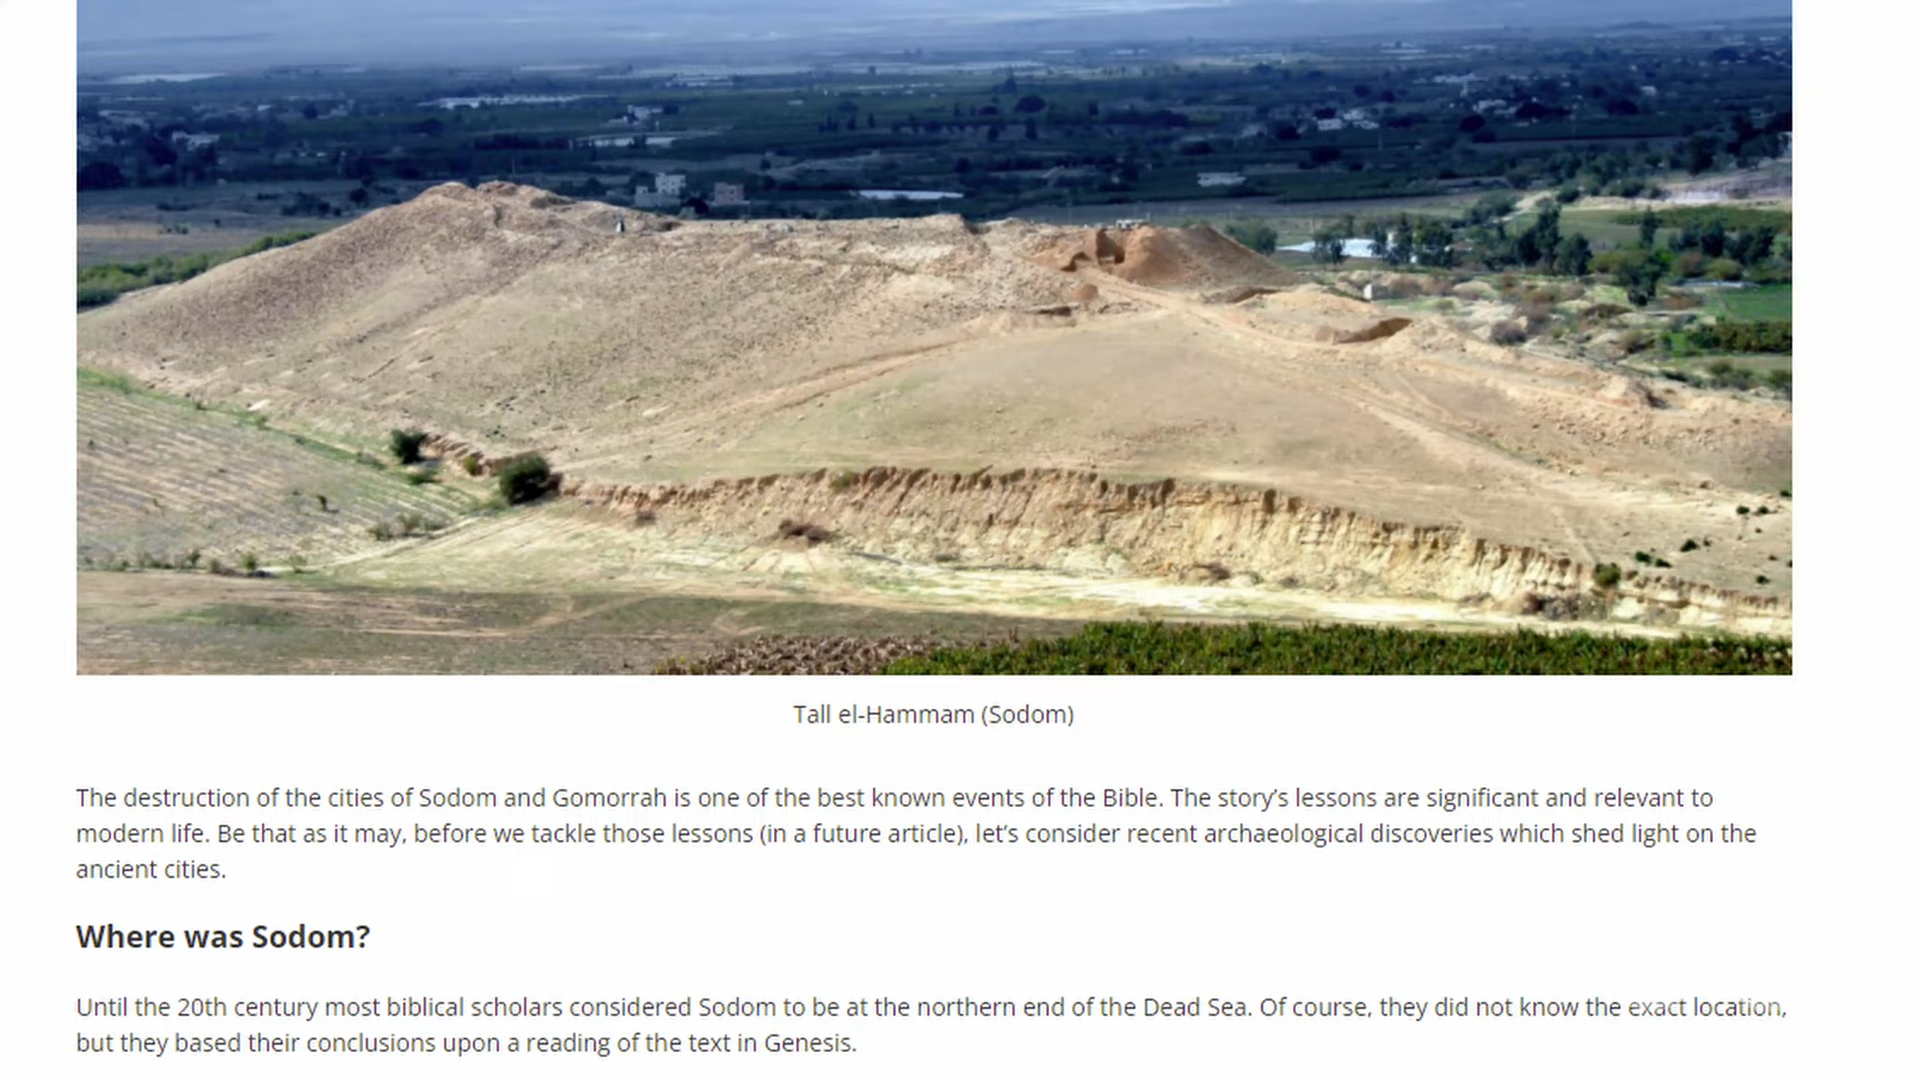 Tall el-Hammam (Sodom)
The destruction of the cities of Sodom and Gomorrah is one of the best known events of the Bible. The story’s lessons are significant and relevant to
modern life. Be that as it may, before we tackle those lessons (in a future article), let’s consider recent archaeological discoveries which shed light on the
ancient cities.
Where was Sodom?
Until the 20th century most biblical scholars considered Sodom to be at the northern end of the Dead Sea. Of course, they did not know the exact location,
but they based their conclusions upon a reading of the text in Genesis.